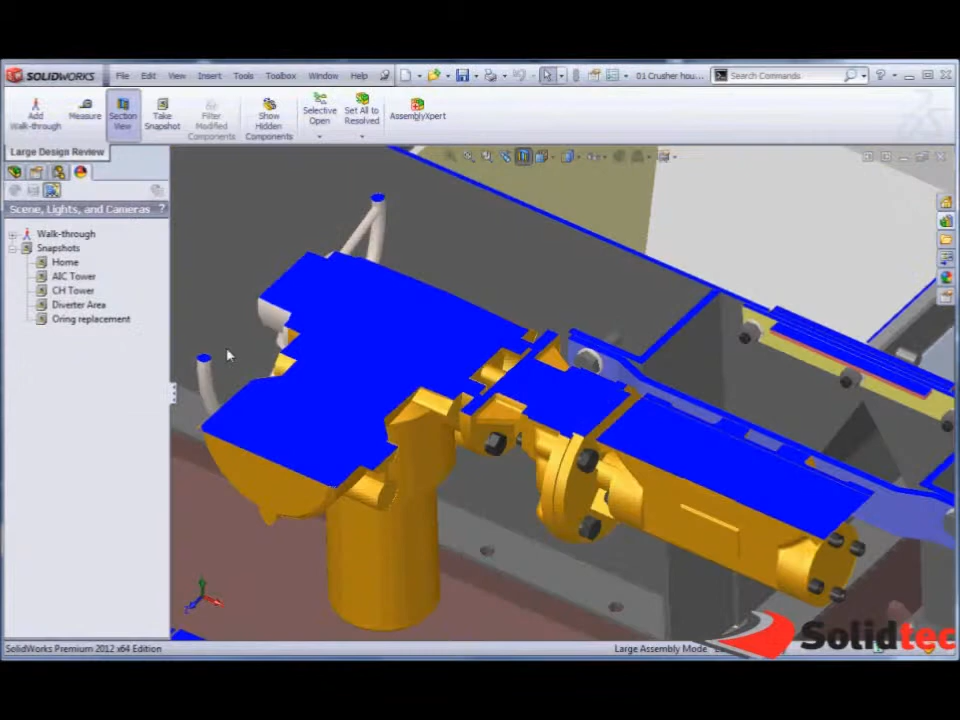 SOLIDWORKS File Edit View Insert Tools Toolbox Window Help 01 Crusher hou... Search Commands
Add Walk-through
Measure
Section View
Take Snapshot
Filter Modified Components
Show Hidden Components
Selective Open
Set All to Resolved
AssemblyXpert
Large Design Review
Scene, Lights, and Cameras ?
Walk-through
Snapshots
Home
AIC Tower
CH Tower
Diverter Area
Oring replacement
Solidtec
SolidWorks Premium 2012 x64 Edition
Large Assembly Mode